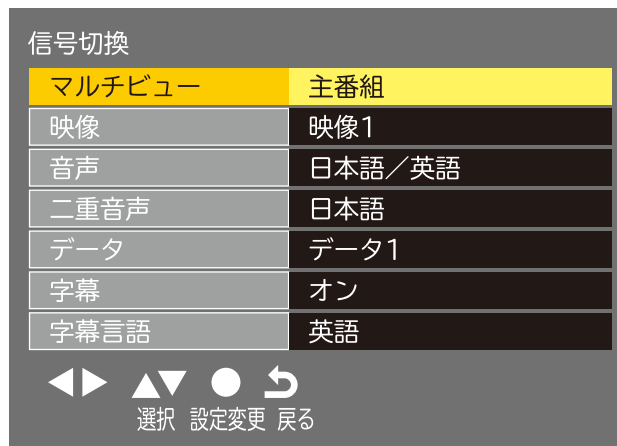 信号切換
マルチビュー 主番組
映像 映像1
音声 日本語／英語
二重音声 日本語
データ データ1
字幕 オン
字幕言語 英語
選択 設定変更 戻る